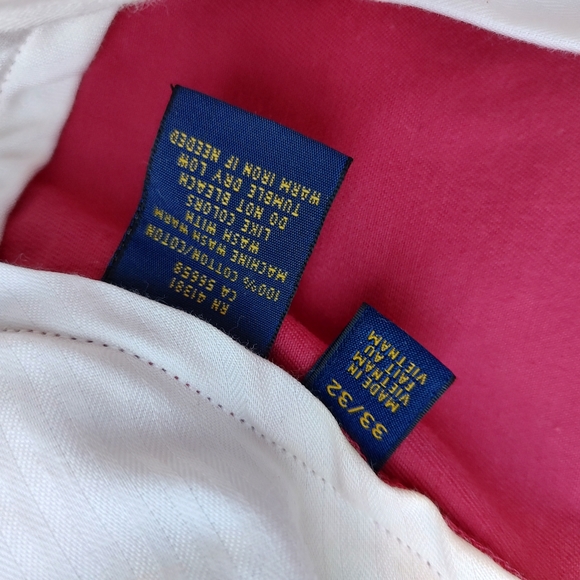 RN 41381
CA 56658
100% COTTON/COTON
MACHINE WASH WARM
WASH WITH
LIKE COLORS
DO NOT BLEACH
TUMBLE DRY LOW
WARM IRON IF NEEDED
33/32
MADE IN
VIETNAM
FAIT AU
VIETNAM